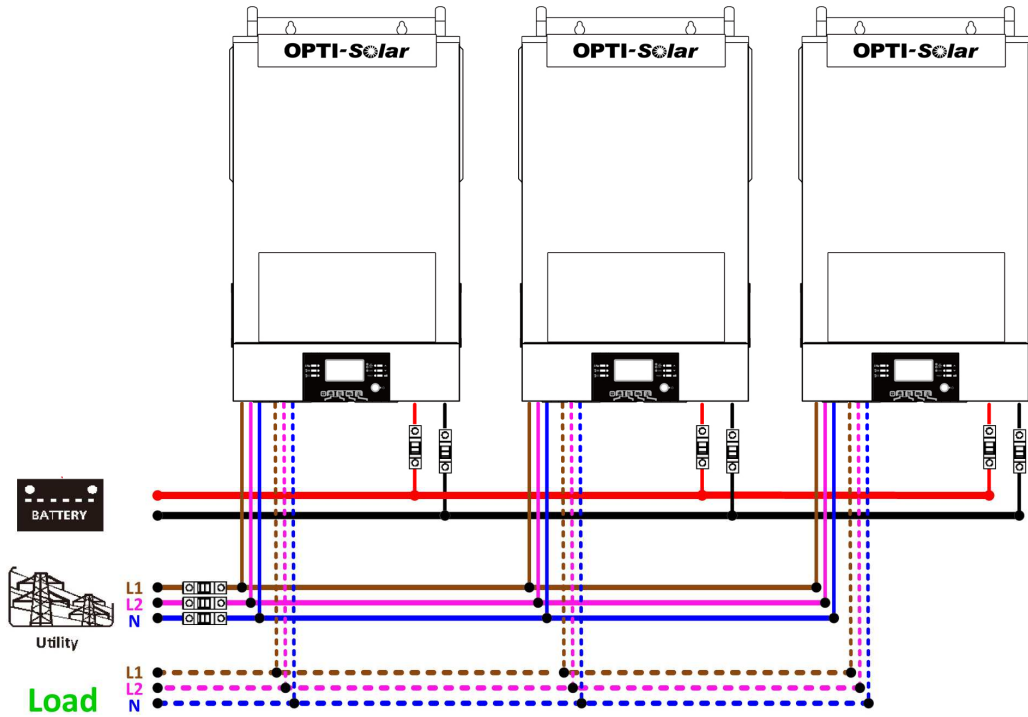 OPTI-Solar
OPTI-Solar
OPTI-Solar
BATTERY
Utility
L1
L2
N
Load
L1
L2
N